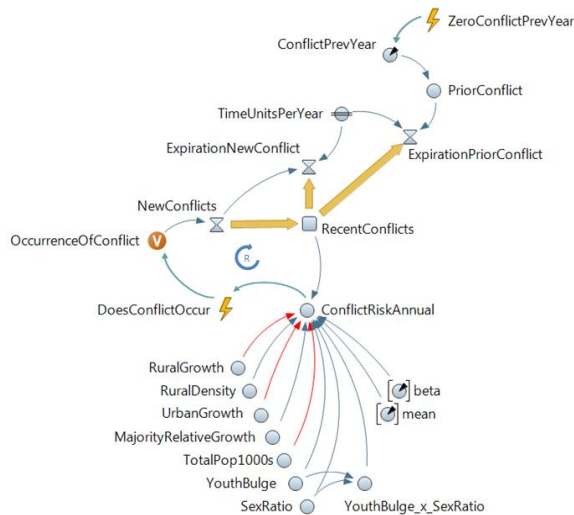 ZeroConflictPrevYear
ConflictPrevYear
PriorConflict
TimeUnitsPerYear
ExpirationNewConflict
ExpirationPriorConflict
NewConflicts
RecentConflicts
OccurrenceOfConflict
V
R
DoesConflictOccur
ConflictRiskAnnual
RuralGrowth
RuralDensity
beta
UrbanGrowth
mean
MajorityRelativeGrowth
TotalPop1000s
YouthBulge
SexRatio
YouthBulge_x_SexRatio